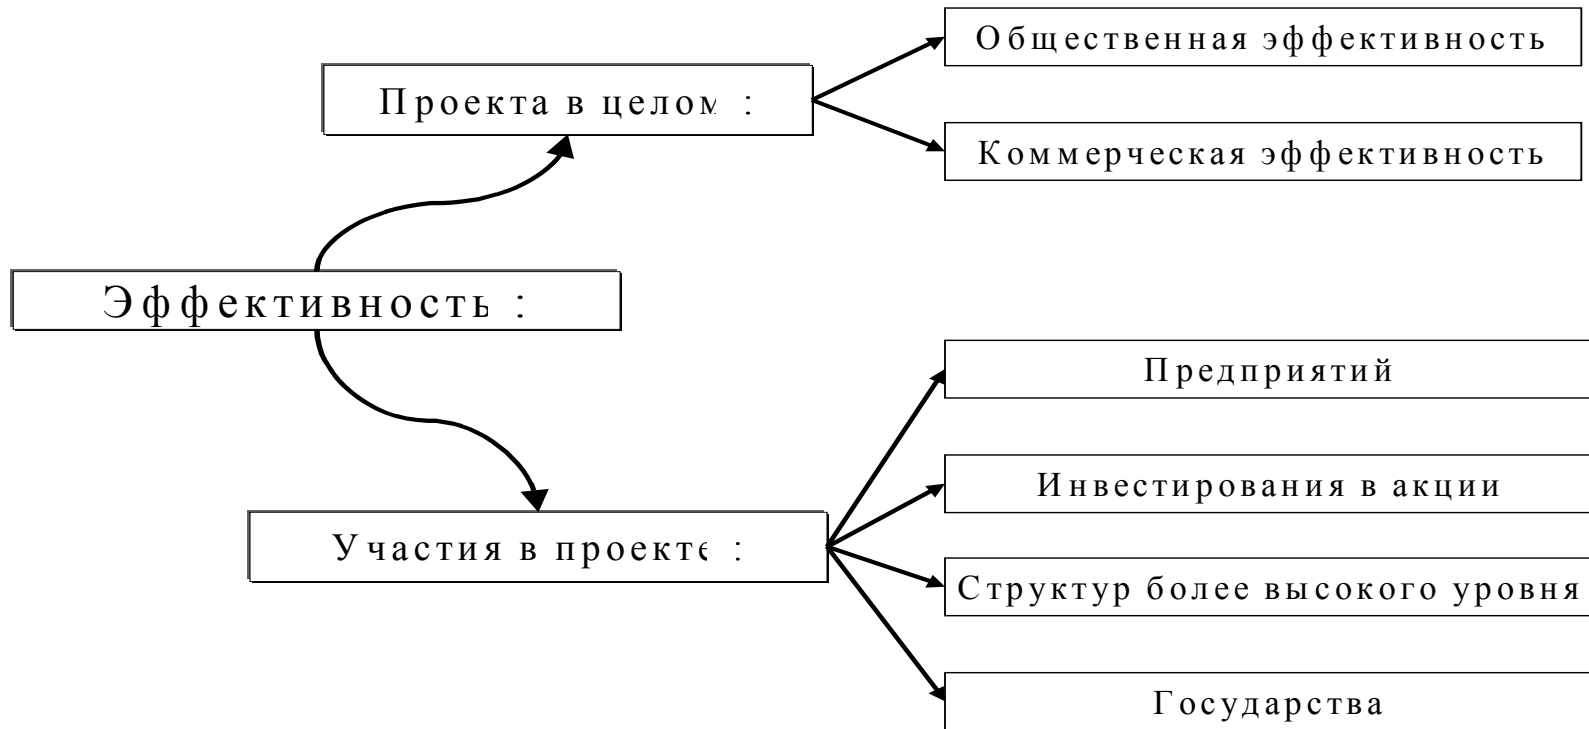 Общественная эффективность
Проекта в целом :
Коммерческая эффективность
Эффективность :
Предприятий
Инвестирования в акции
Участия в проекте :
Структур более высокого уровня
Государства